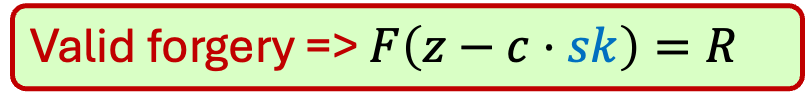 Valid forgery => F(z − c · sk) = R